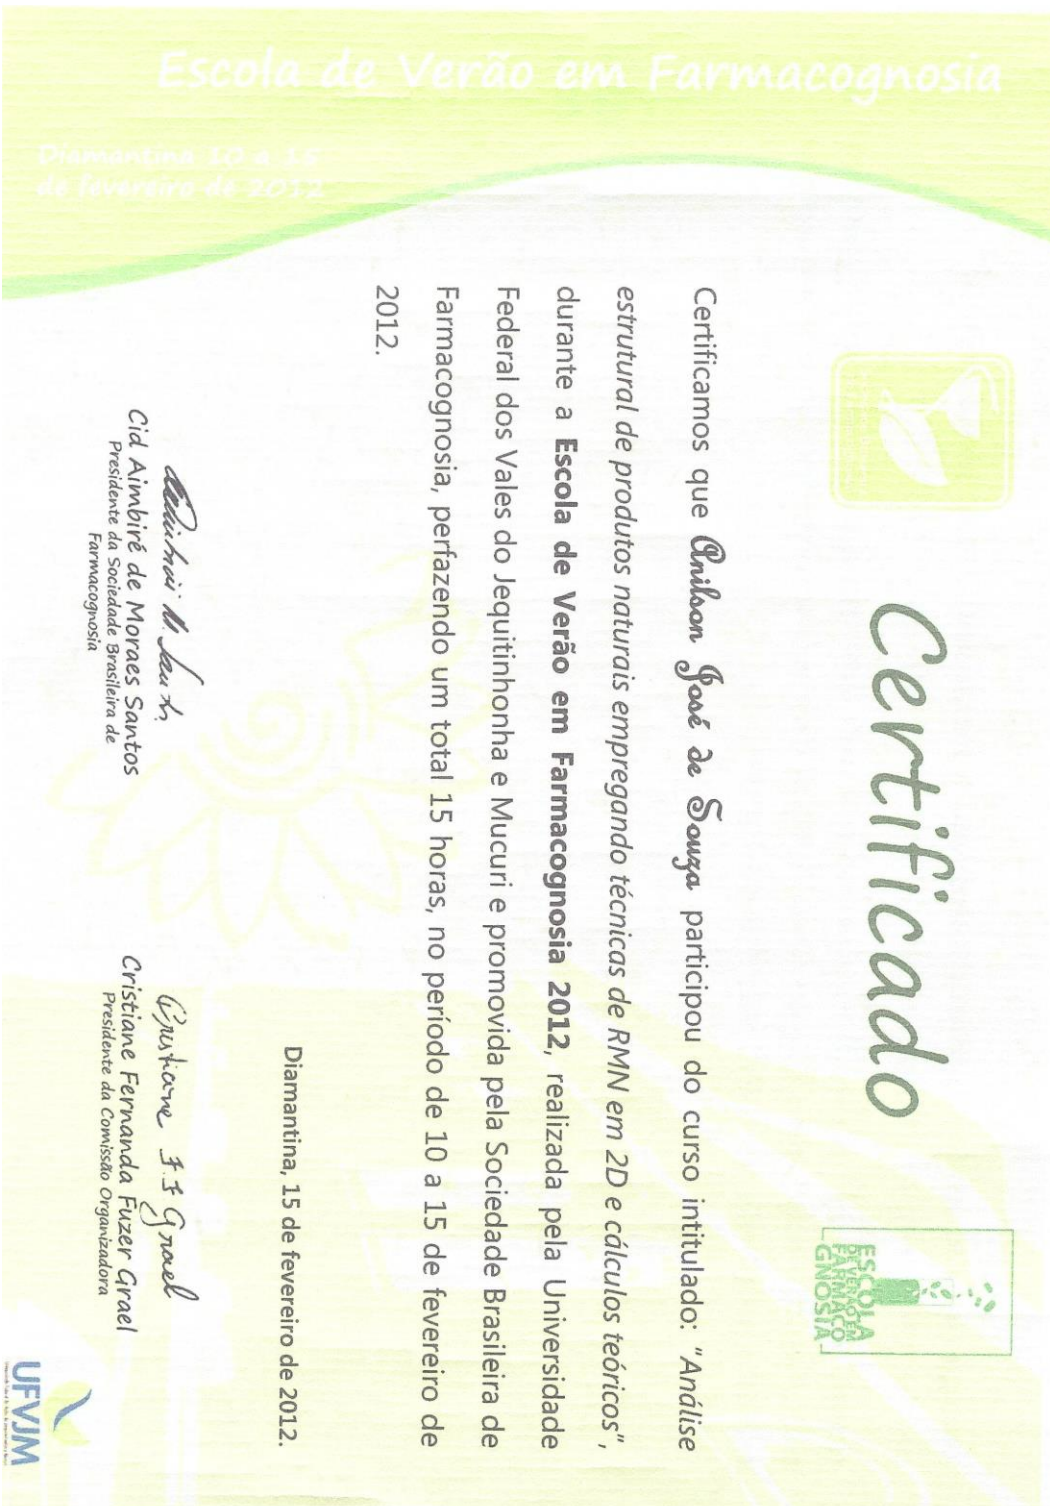 Escola de Verão em Farmacognosia
Diamantina 10 a 15
de fevereiro de 2012
Certificado
ESCOLA
DE VERÃO EM
FARMACO
GNOSIA
Certificamos que Anilson José de Souza participou do curso intitulado: "Análise
estrutural de produtos naturais empregando técnicas de RMN em 2D e cálculos teóricos",
durante a Escola de Verão em Farmacognosia 2012, realizada pela Universidade
Federal dos Vales do Jequitinhonha e Mucuri e promovida pela Sociedade Brasileira de
Farmacognosia, perfazendo um total 15 horas, no período de 10 a 15 de fevereiro de
2012.
Diamantina, 15 de fevereiro de 2012.
Cid Aimbiré de Moraes Santos
Presidente da Sociedade Brasileira de
Farmacognosia
Cristiane F.F Grael
Cristiane Fernanda Fuzer Grael
Presidente da Comissão Organizadora
UFVJM